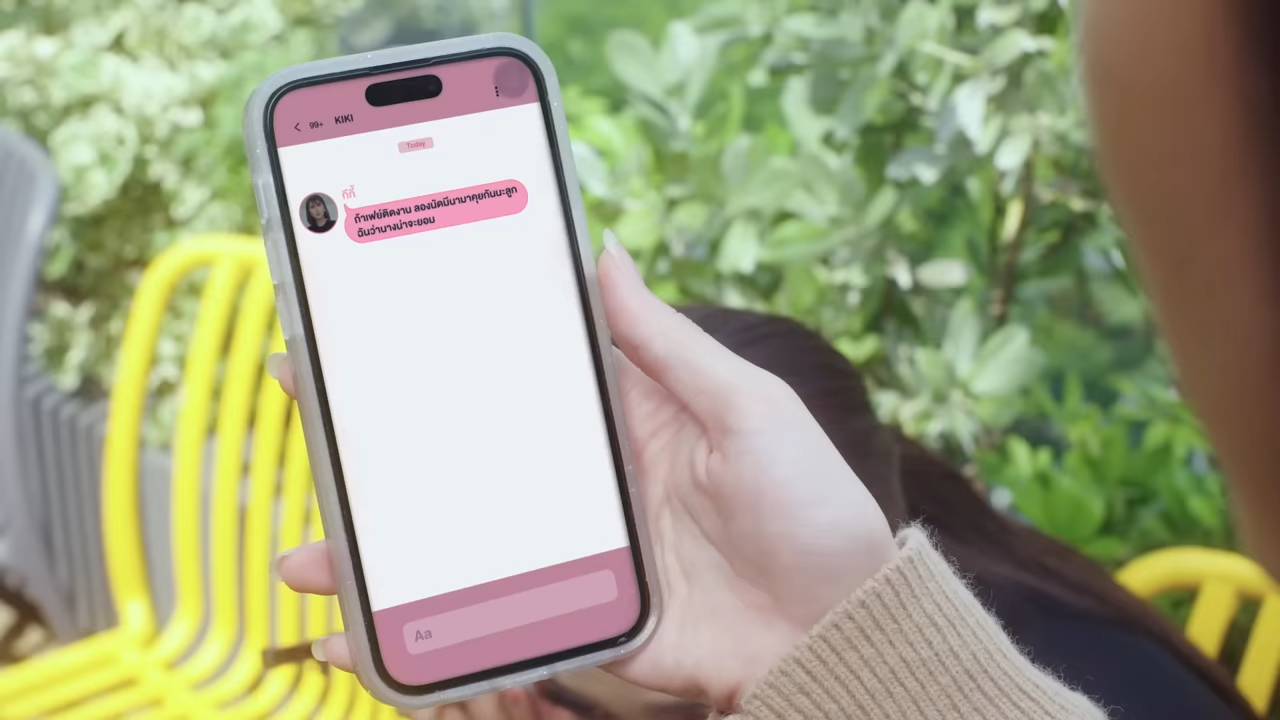 99+ KIKI
Today
กีกี้
ถ้าเฟย์ติดงาน ลองนัดมีนามาคุยกันนะลูก
ฉันว่านางน่าจะยอม
Aa